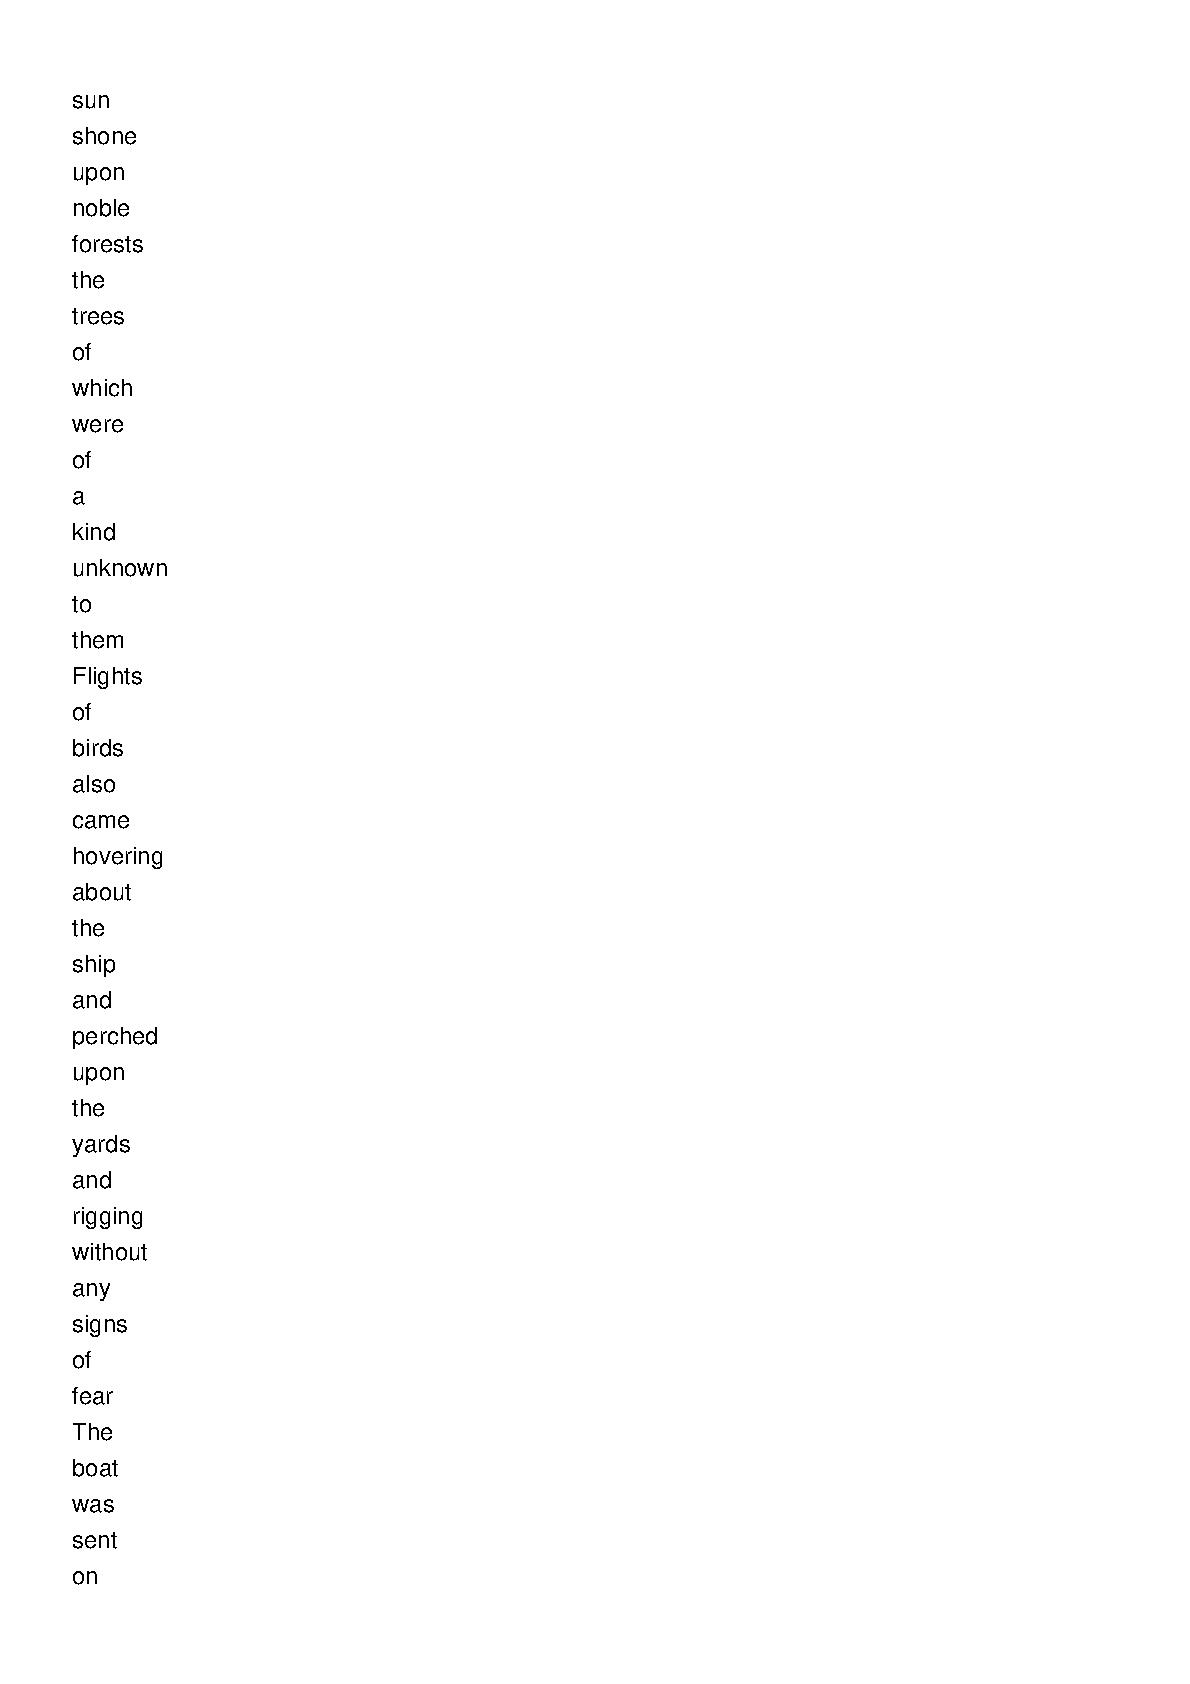 sun
shone
upon
noble
forests
the
trees
of
which
were
of
a
kind
unknown
to
them
Flights
of
birds
also
came
hovering
about
the
ship
and
perched
upon
the
yards
and
rigging
without
any
signs
of
fear
The
boat
was
sent
on